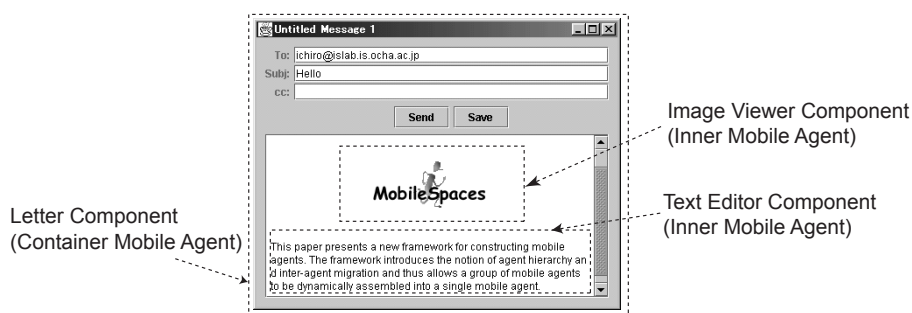 Untitled Message 1
To: ichiro@islab.is.ocha.ac.jp
Subj: Hello
cc:
Send Save
Image Viewer Component
(Inner Mobile Agent)
MobileSpaces
Text Editor Component
(Inner Mobile Agent)
Letter Component
(Container Mobile Agent)
This paper presents a new framework for constructing mobile
agents. The framework introduces the notion of agent hierarchy an
d inter-agent migration and thus allows a group of mobile agents
to be dynamically assembled into a single mobile agent.